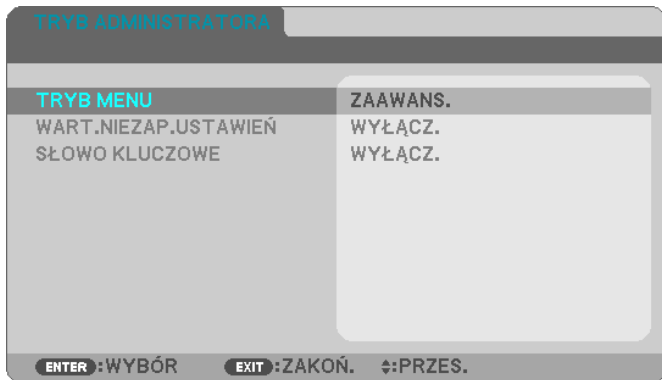 TRYB ADMINISTRATORA
TRYB MENU ZAAWANS.
WART.NIEZAP.USTAWIEŃ WYŁĄCZ.
SŁOWO KLUCZOWE WYŁĄCZ.
ENTER :WYBÓR EXIT :ZAKOŃ. :PRZES.